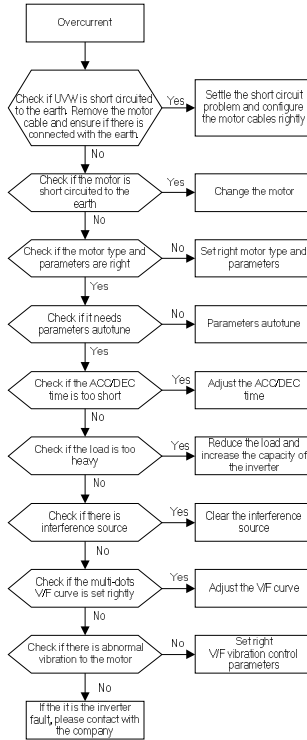 Overcurrent
Check if UVW is short circuited
to the earth. Remove the motor
cable and ensure if there is
connected with the earth.
Yes
Settle the short circuit
problem and configure
the motor cables rightly
No
Check if the motor is
short circuited to the
earth
Yes
Change the motor
No
Check if the motor type and
parameters are right
No
Set right motor type and
parameters
Yes
Check if it needs
parameters autotune
No
Parameters autotune
Yes
Check if the ACC/DEC
time is too short
Yes
Adjust the ACC/DEC
time
No
Check if the load is too
heavy
Yes
Reduce the load and
increase the capacity of
the inverter
No
Check if there is
interference source
Yes
Clear the interference
source
No
Check if the multi-dots
V/F curve is set rightly
Yes
Adjust the V/F curve
No
Check if there is abnormal
vibration to the motor
No
Set right
V/F vibration control
parameters
No
If the it is the inverter
fault, please contact with
the company